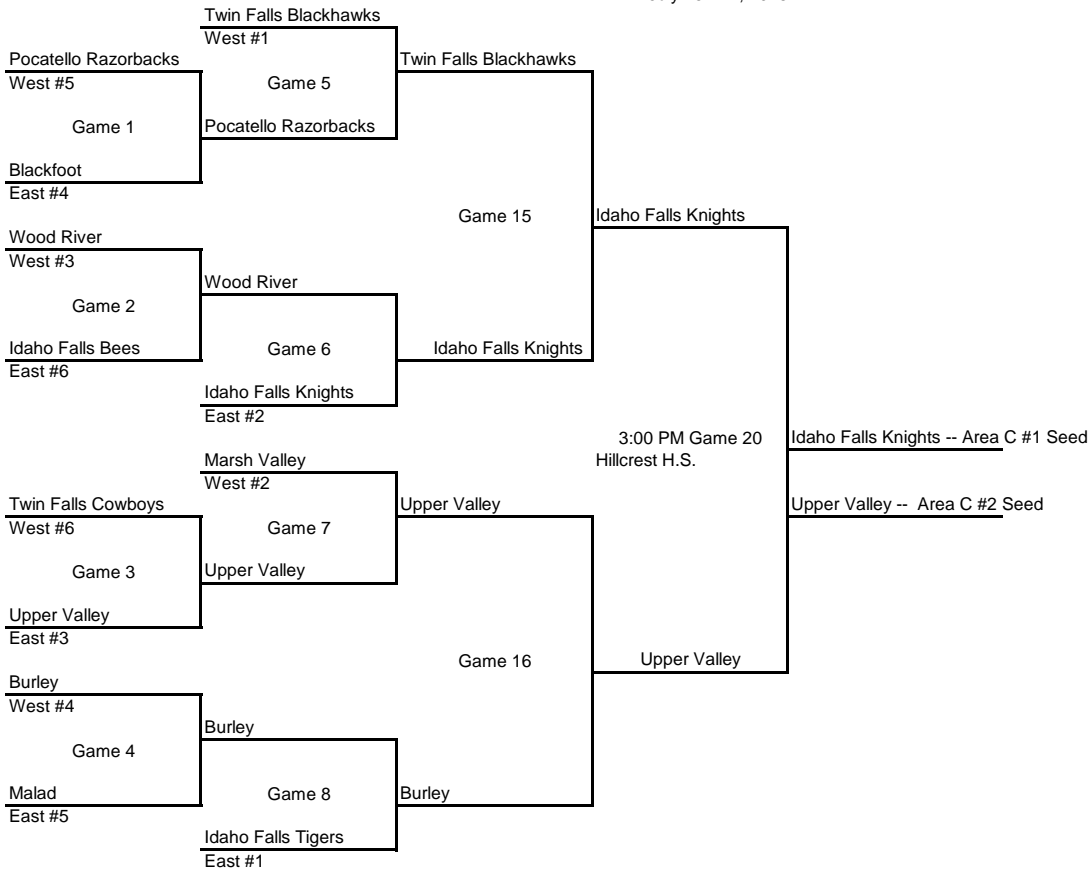 Twin Falls Blackhawks
West #1
Pocatello Razorbacks
West #5
Game 5
Twin Falls Blackhawks
Game 1
Pocatello Razorbacks
Blackfoot
East #4
Game 15
Idaho Falls Knights
Wood River
West #3
Wood River
Game 2
Idaho Falls Bees
East #6
Game 6
Idaho Falls Knights
Idaho Falls Knights
East #2
3:00 PM Game 20
Hillcrest H.S.
Idaho Falls Knights -- Area C #1 Seed
Marsh Valley
West #2
Twin Falls Cowboys
West #6
Game 7
Upper Valley
Upper Valley -- Area C #2 Seed
Game 3
Upper Valley
Upper Valley
East #3
Game 16
Upper Valley
Burley
West #4
Burley
Game 4
Malad
East #5
Game 8
Burley
Idaho Falls Tigers
East #1